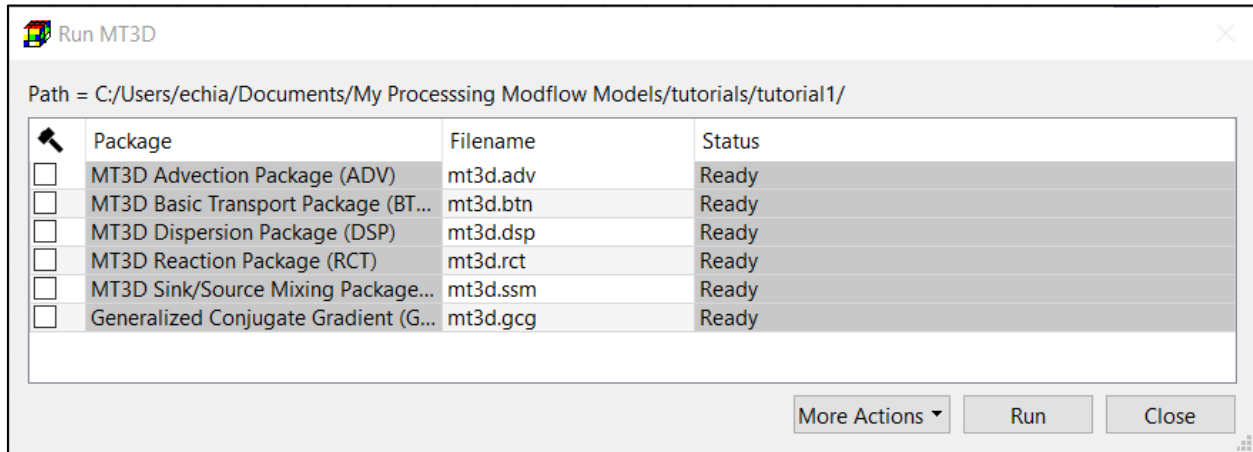 Run MT3D
Path = C:/Users/echia/Documents/My Processsing Modflow Models/tutorials/tutorial1/
Package Filename Status
MT3D Advection Package (ADV) mt3d.adv Ready
MT3D Basic Transport Package (BT... mt3d.btn Ready
MT3D Dispersion Package (DSP) mt3d.dsp Ready
MT3D Reaction Package (RCT) mt3d.rct Ready
MT3D Sink/Source Mixing Package... mt3d.ssm Ready
Generalized Conjugate Gradient (G... mt3d.gcg Ready
More Actions Run Close